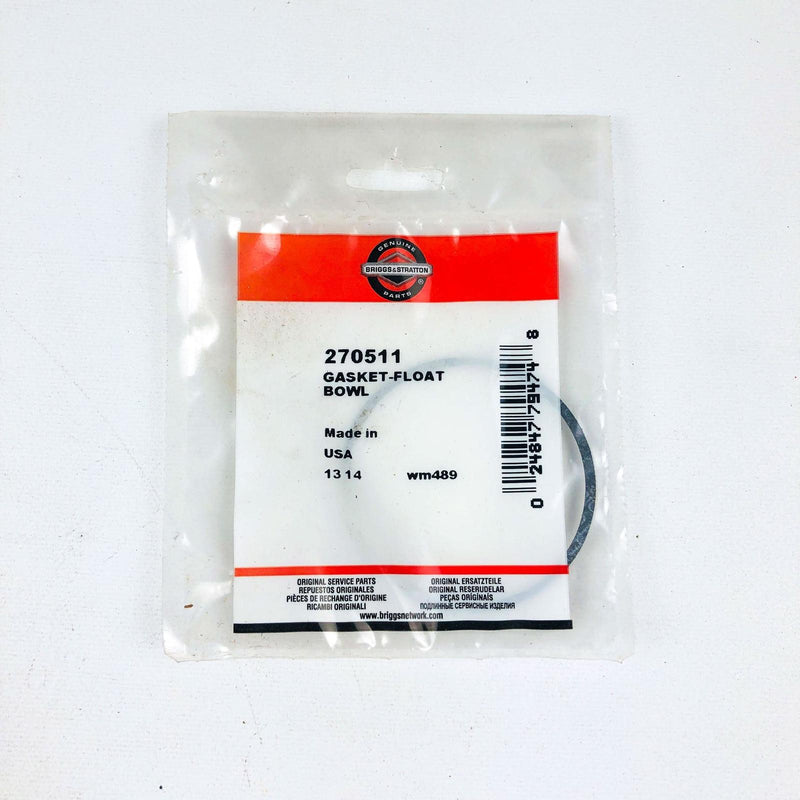 GENUINE
BRIGGS&STRATTON
PARTS
®
270511
GASKET-FLOAT
BOWL
Made in
USA
13 14 wm489
0 24847 79474 8
ORIGINAL SERVICE PARTS
REPUESTOS ORIGINALES
PIÈCES DE RECHANGE D'ORIGINE
RICAMBI ORIGINALI
ORIGINAL ERSATZTEILE
ORIGINAL RESERUDELAR
PEÇAS ORIGÍNAIS
ПОДЛИННЫЕ СЕРВИСНЫЕ ИЗДЕЛИЯ
www.briggsnetwork.com